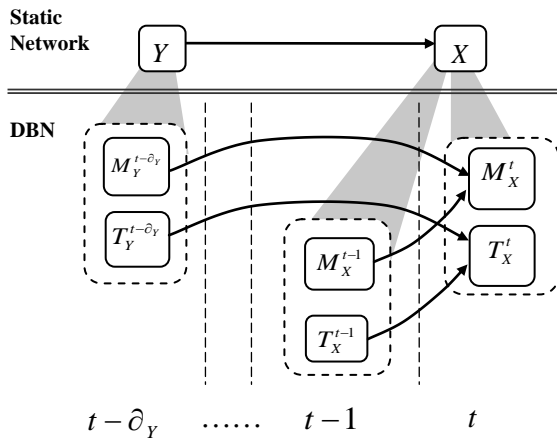 Static
Network
Y
X
DBN
M_Y^{t-∂_Y}
M_X^t
T_Y^{t-∂_Y}
T_X^t
M_X^{t-1}
T_X^{t-1}
t-∂_Y
......
t-1
t